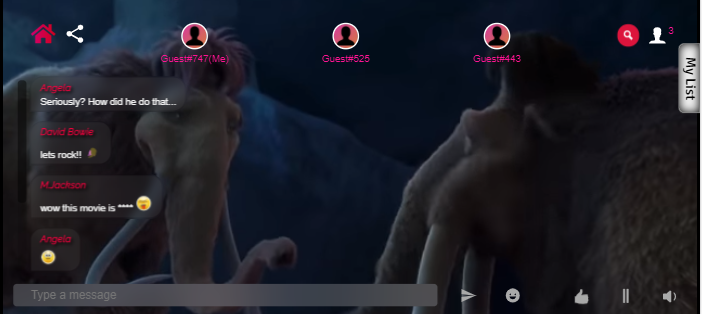 3
Guest#747(Me)
Guest#525
Guest#443
My List
Angela
Seriously? How did he do that...
David Bowie
lets rock!!
M.Jackson
wow this movie is ****
Angela
Type a message